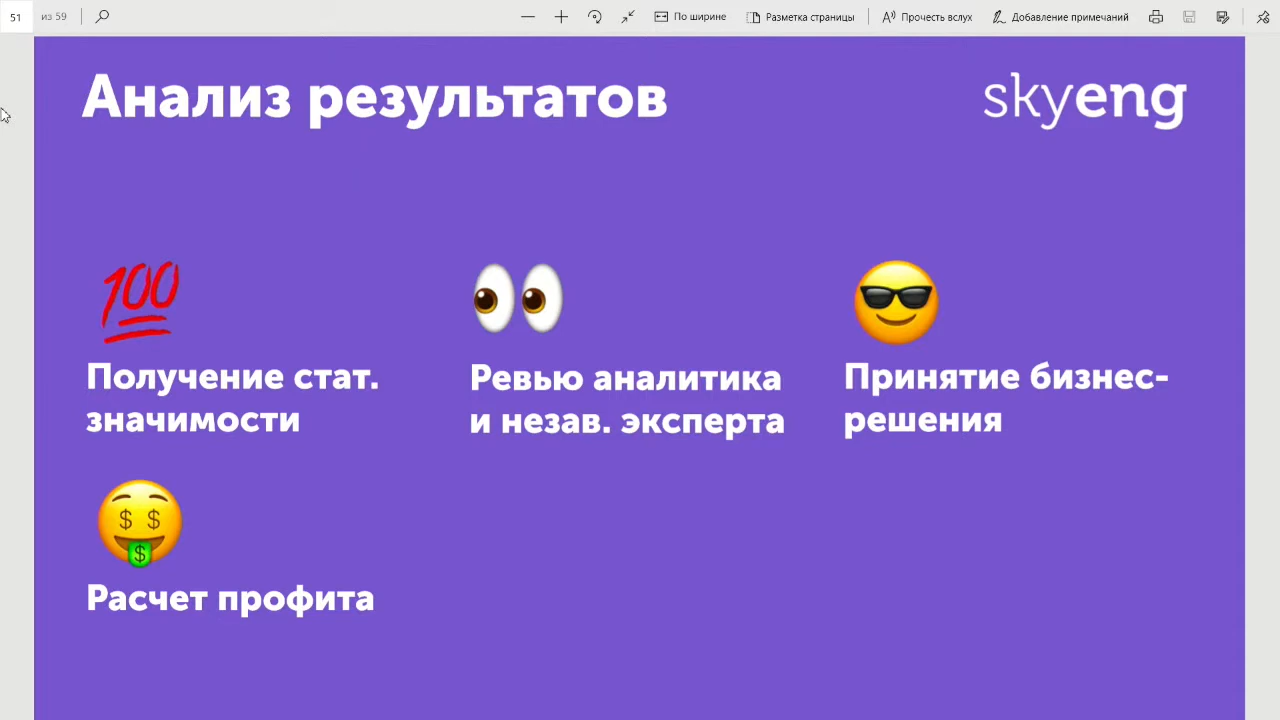 51 из 59 По ширине Разметка страницы Прочесть вслух Добавление примечаний
Анализ результатов
skyeng
Получение стат.
значимости
Ревью аналитика
и незав. эксперта
Принятие бизнес-
решения
Расчет профита